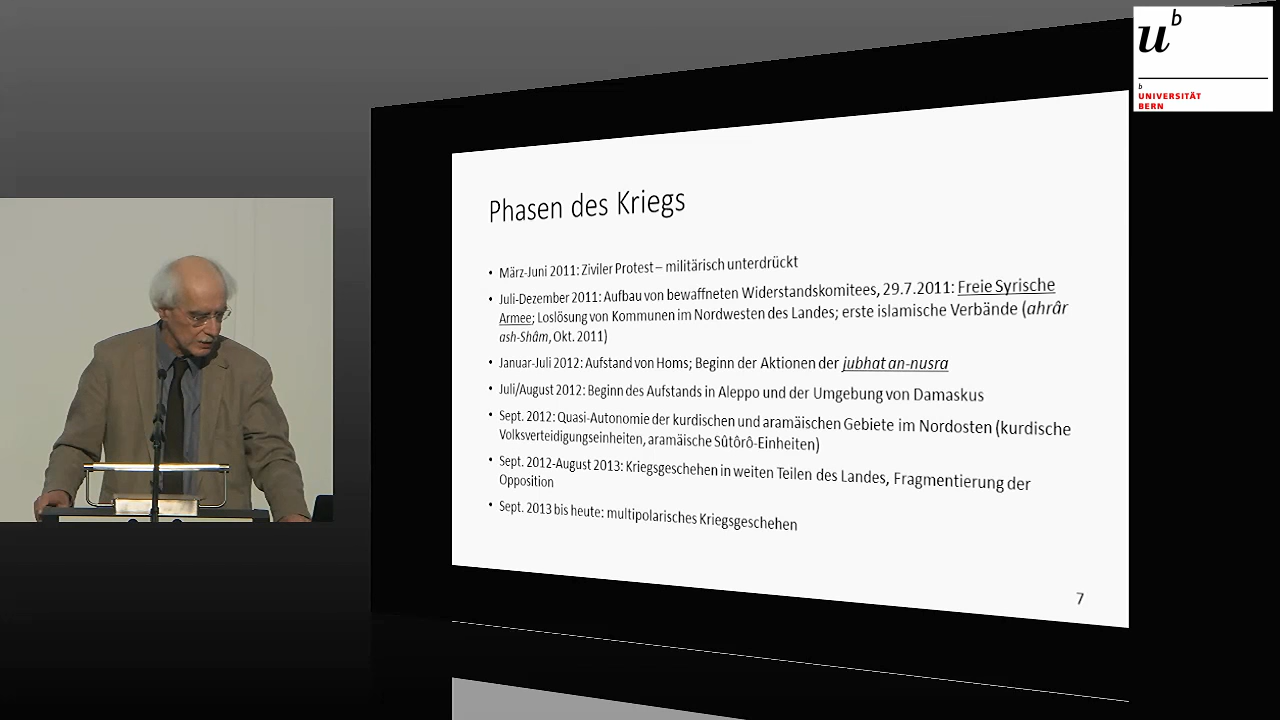 u
b
b
UNIVERSITÄT
BERN
Phasen des Kriegs
• März-Juni 2011: Ziviler Protest – militärisch unterdrückt
• Juli-Dezember 2011: Aufbau von bewaffneten Widerstandskomitees, 29.7.2011: Freie Syrische
Armee; Loslösung von Kommunen im Nordwesten des Landes; erste islamische Verbände (ahrâr
ash-Shâm, Okt. 2011)
• Januar-Juli 2012: Aufstand von Homs; Beginn der Aktionen der jubhat an-nusra
• Juli/August 2012: Beginn des Aufstands in Aleppo und der Umgebung von Damaskus
• Sept. 2012: Quasi-Autonomie der kurdischen und aramäischen Gebiete im Nordosten (kurdische
Volksverteidigungseinheiten, aramäische Sûtôrô-Einheiten)
• Sept. 2012-August 2013: Kriegsgeschehen in weiten Teilen des Landes, Fragmentierung der
Opposition
• Sept. 2013 bis heute: multipolarisches Kriegsgeschehen
7